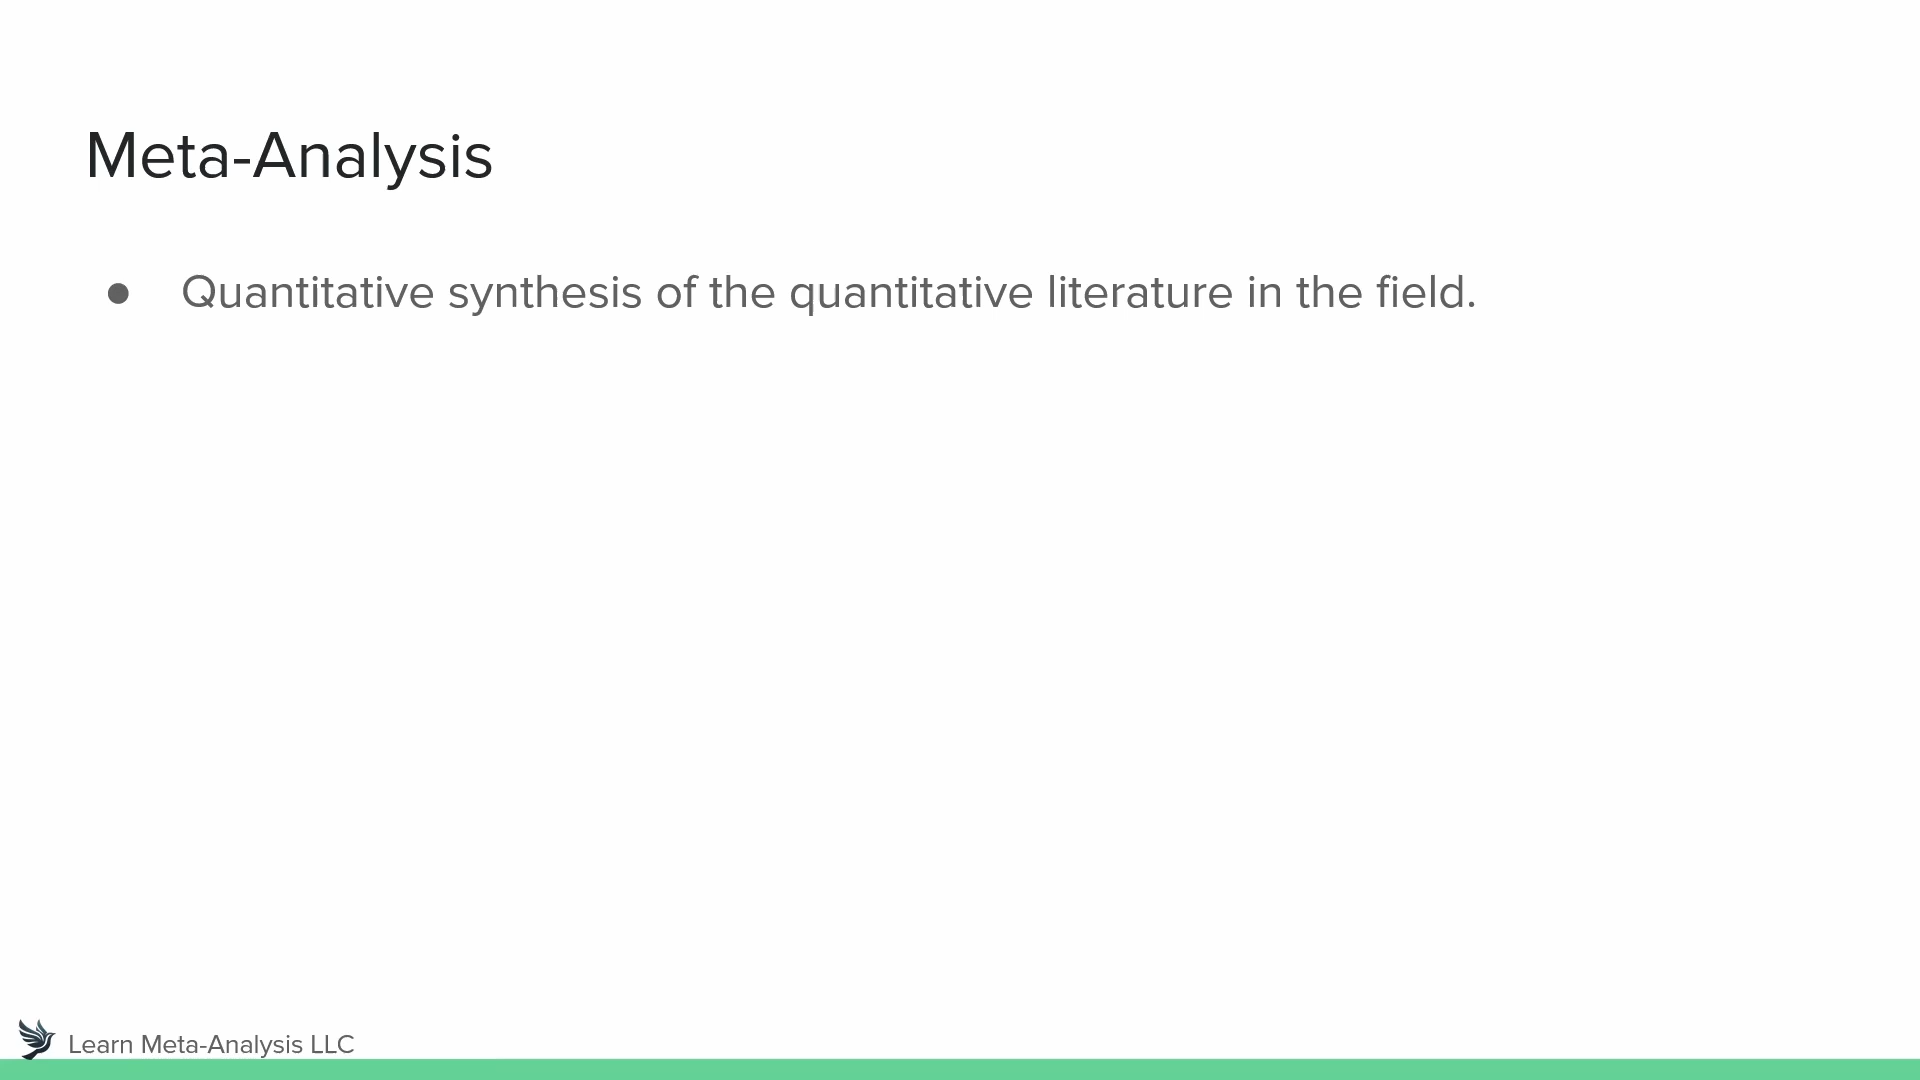 Meta-Analysis
● Quantitative synthesis of the quantitative literature in the field.
Learn Meta-Analysis LLC